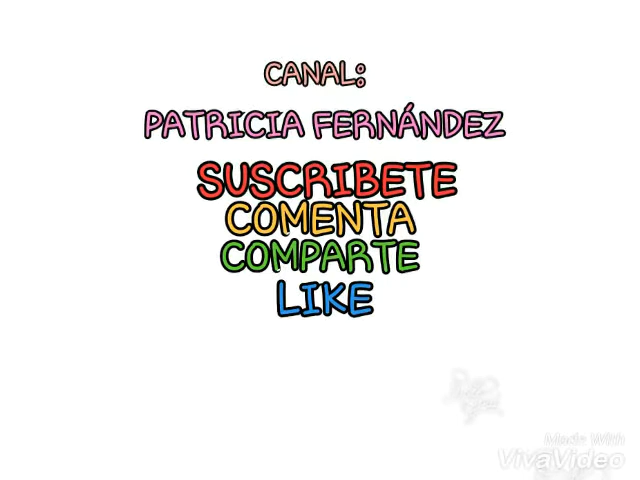 CANAL:
PATRICIA FERNÁNDEZ
SUSCRIBETE
COMENTA
COMPARTE
LIKE
Made With
VivaVideo